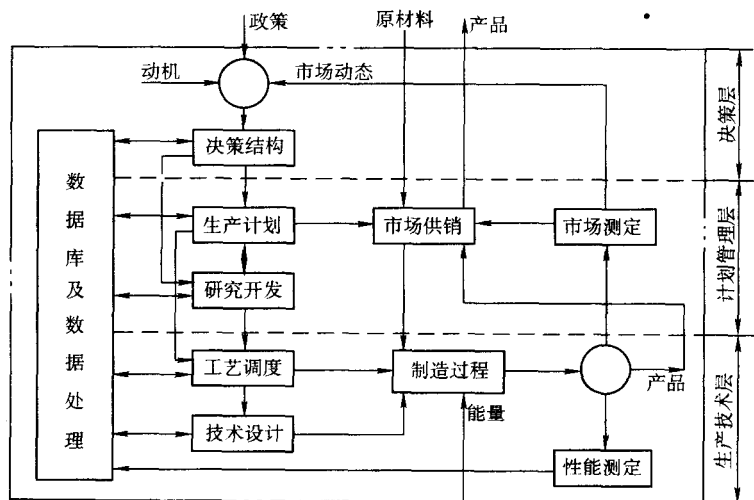 政策
原材料
产品
动机
市场动态
决策结构
决策层
数据库及数据处理
生产计划
市场供销
市场测定
计划管理层
研究开发
工艺调度
制造过程
产品
能量
技术设计
性能测定
生产技术层